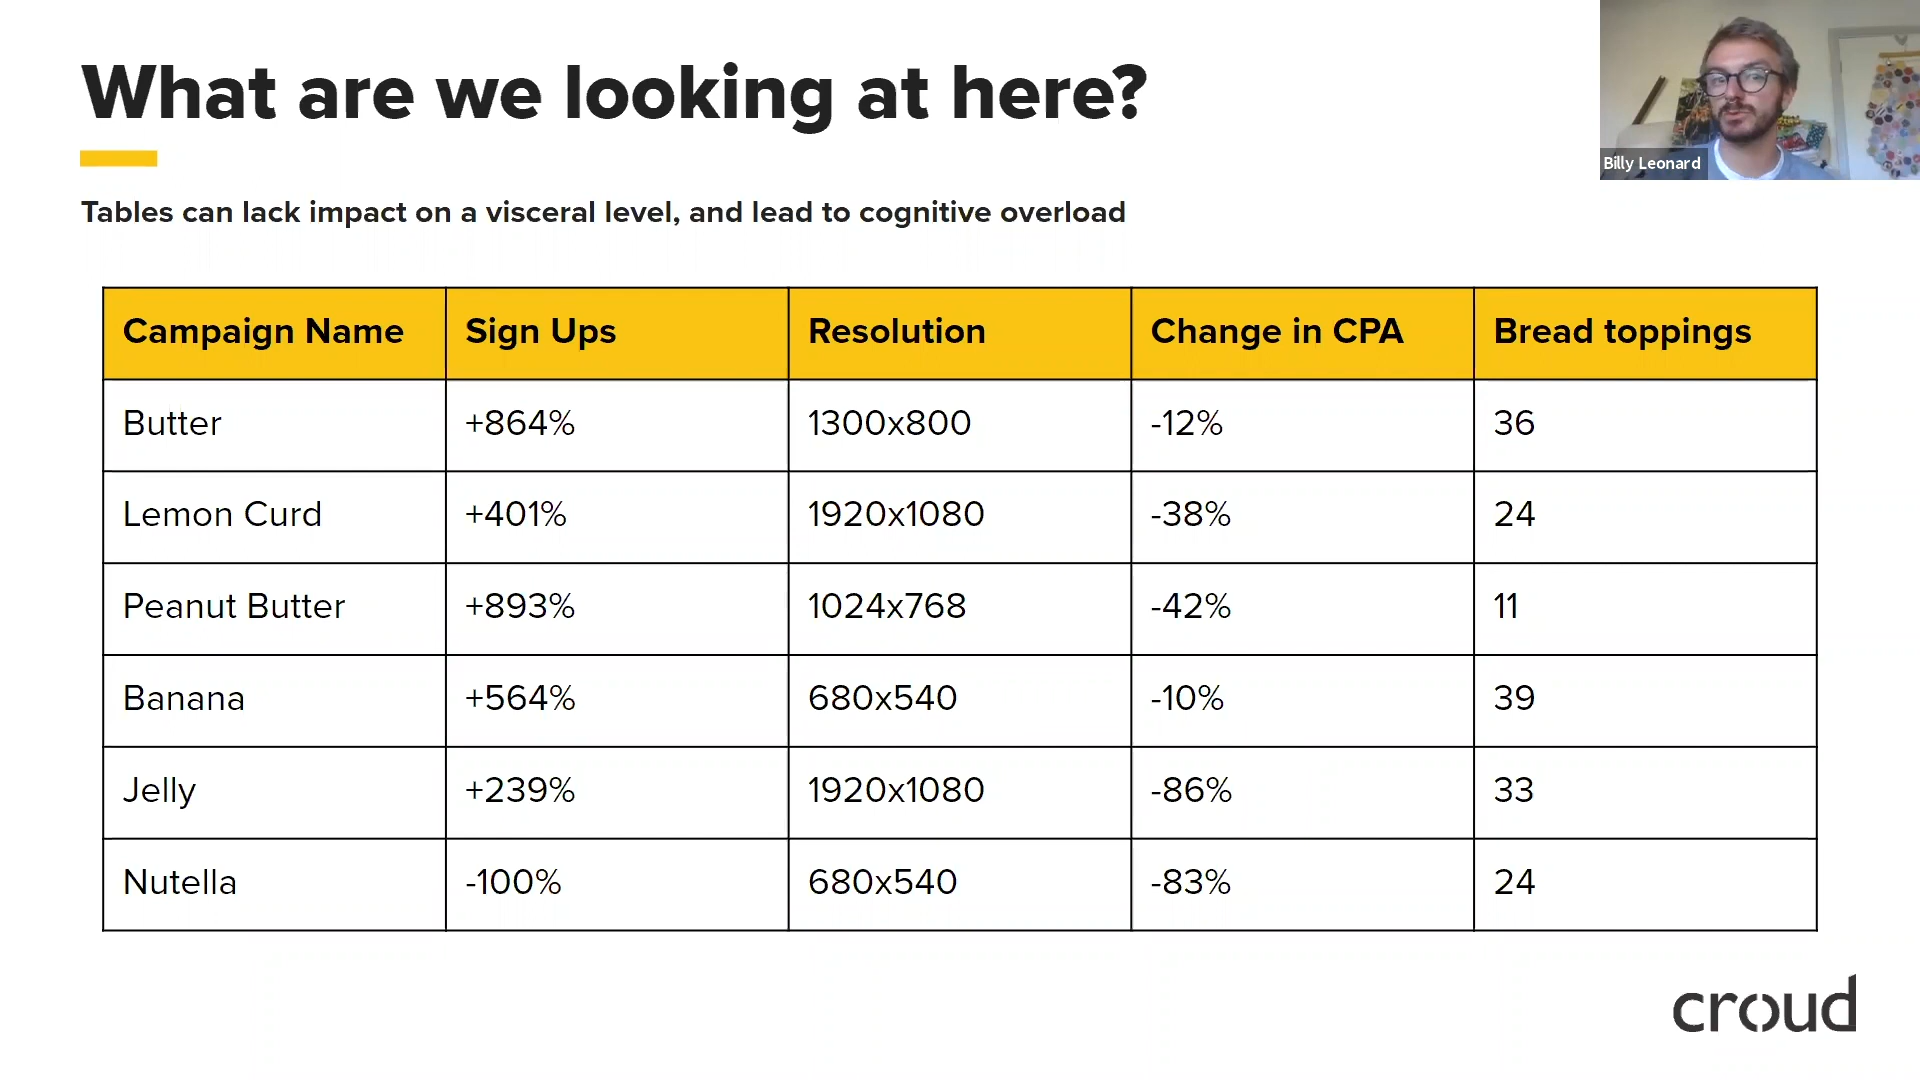 What are we looking at here?
Billy Leonard
Tables can lack impact on a visceral level, and lead to cognitive overload
Campaign Name Sign Ups Resolution Change in CPA Bread toppings
Butter +864% 1300x800 -12% 36
Lemon Curd +401% 1920x1080 -38% 24
Peanut Butter +893% 1024x768 -42% 11
Banana +564% 680x540 -10% 39
Jelly +239% 1920x1080 -86% 33
Nutella -100% 680x540 -83% 24
croud